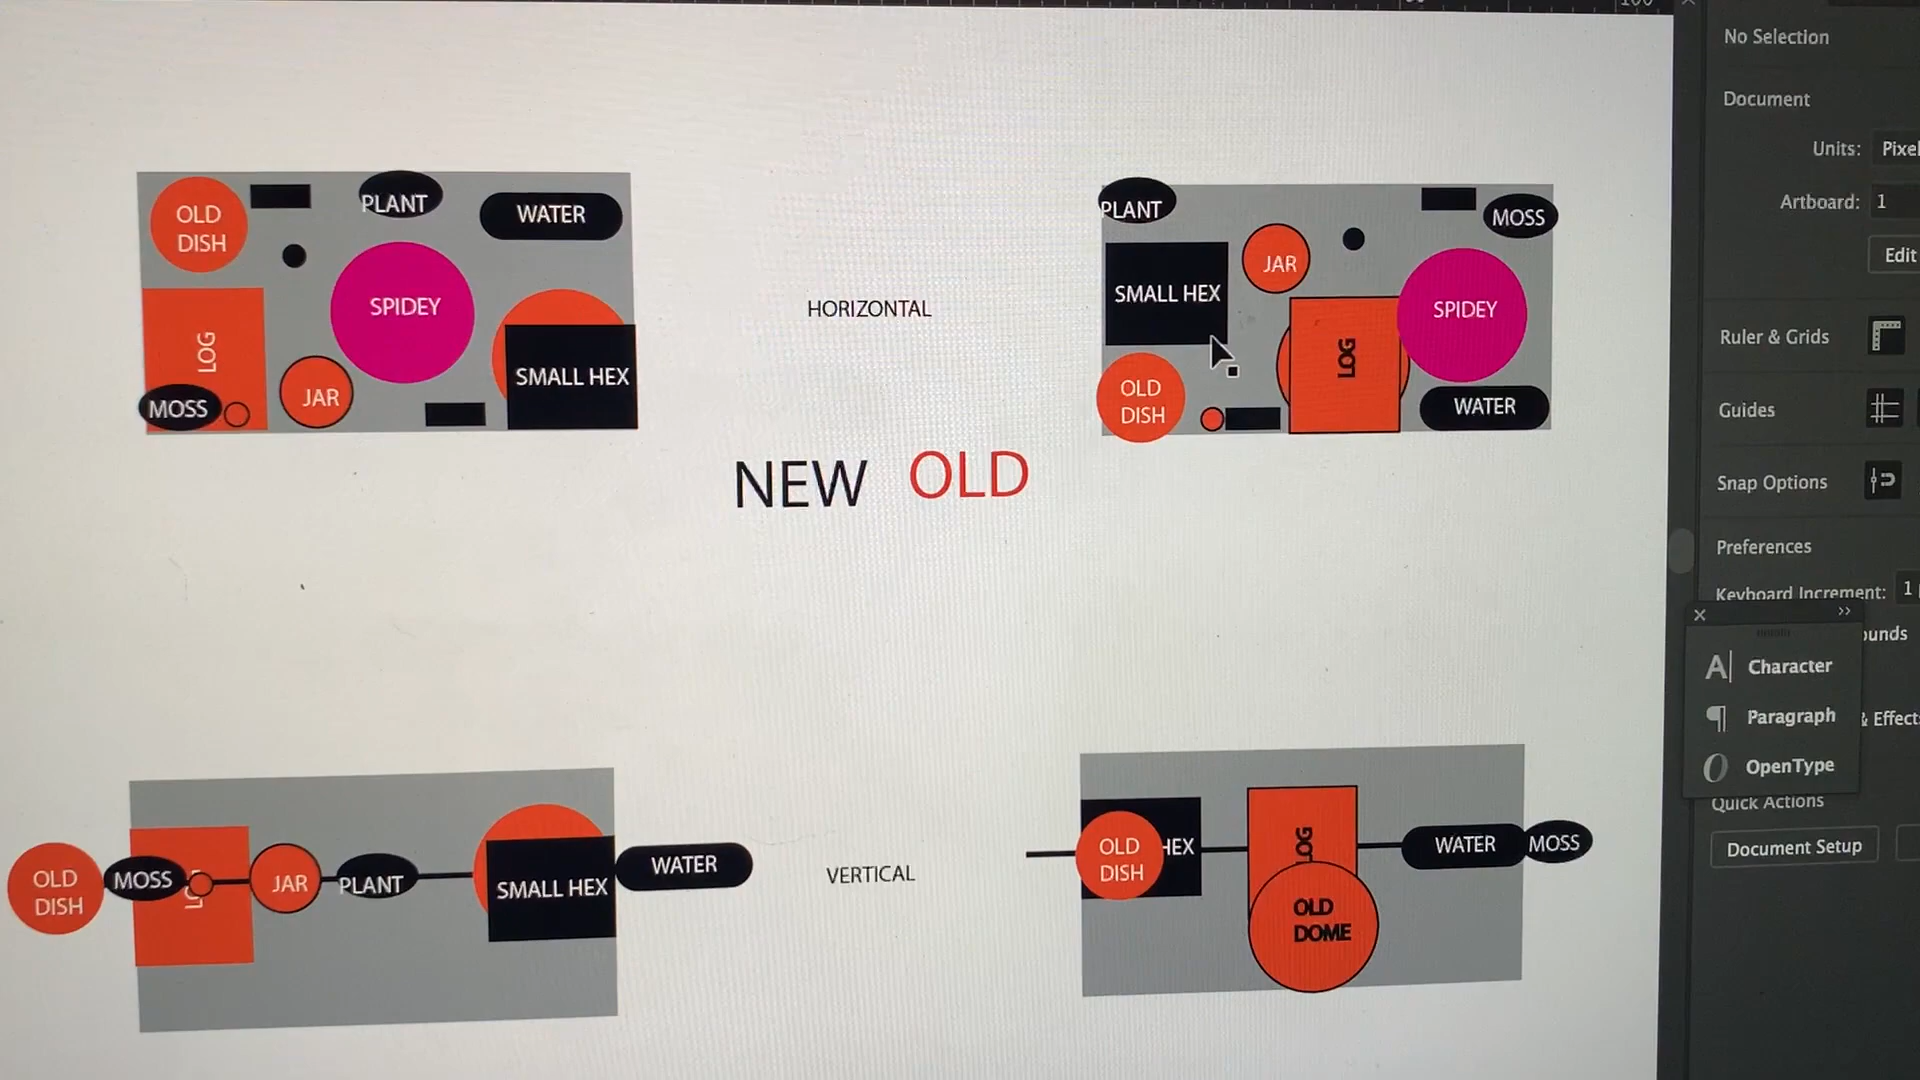 OLD
DISH
PLANT
WATER
SPIDEY
LOG
JAR
MOSS
SMALL HEX
HORIZONTAL
PLANT
MOSS
JAR
SMALL HEX
SPIDEY
LOG
OLD
DISH
WATER
NEW OLD
OLD
DISH
MOSS
JAR
PLANT
SMALL HEX
WATER
VERTICAL
OLD
DISH
HEX
LOG
OLD
DOME
WATER
MOSS
No Selection
Document
Units: Pixel
Artboard: 1
Edit
Ruler & Grids
Guides
Snap Options
Preferences
Keyboard Increment: 1
ounds
Character
Paragraph
& Effects
OpenType
Quick Actions
Document Setup